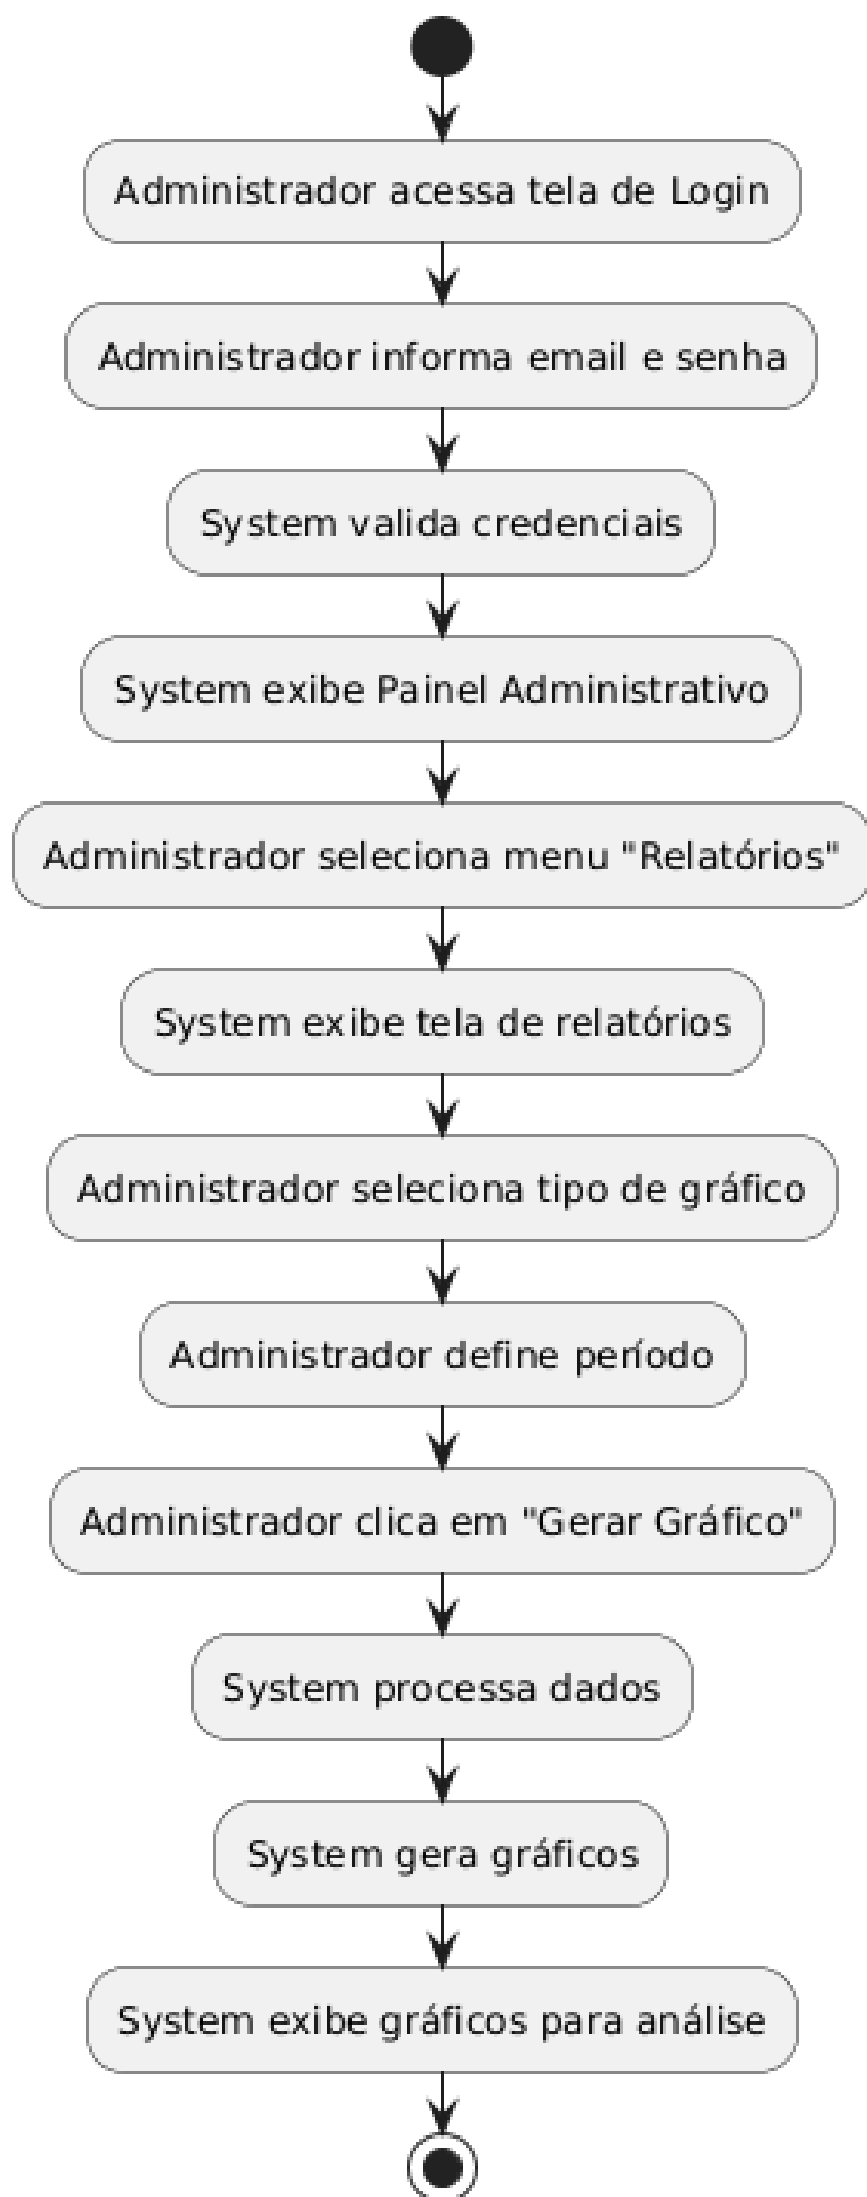 Administrador acessa tela de Login
Administrador informa email e senha
System valida credenciais
System exibe Painel Administrativo
Administrador seleciona menu "Relatórios"
System exibe tela de relatórios
Administrador seleciona tipo de gráfico
Administrador define período
Administrador clica em "Gerar Gráfico"
System processa dados
System gera gráficos
System exibe gráficos para análise